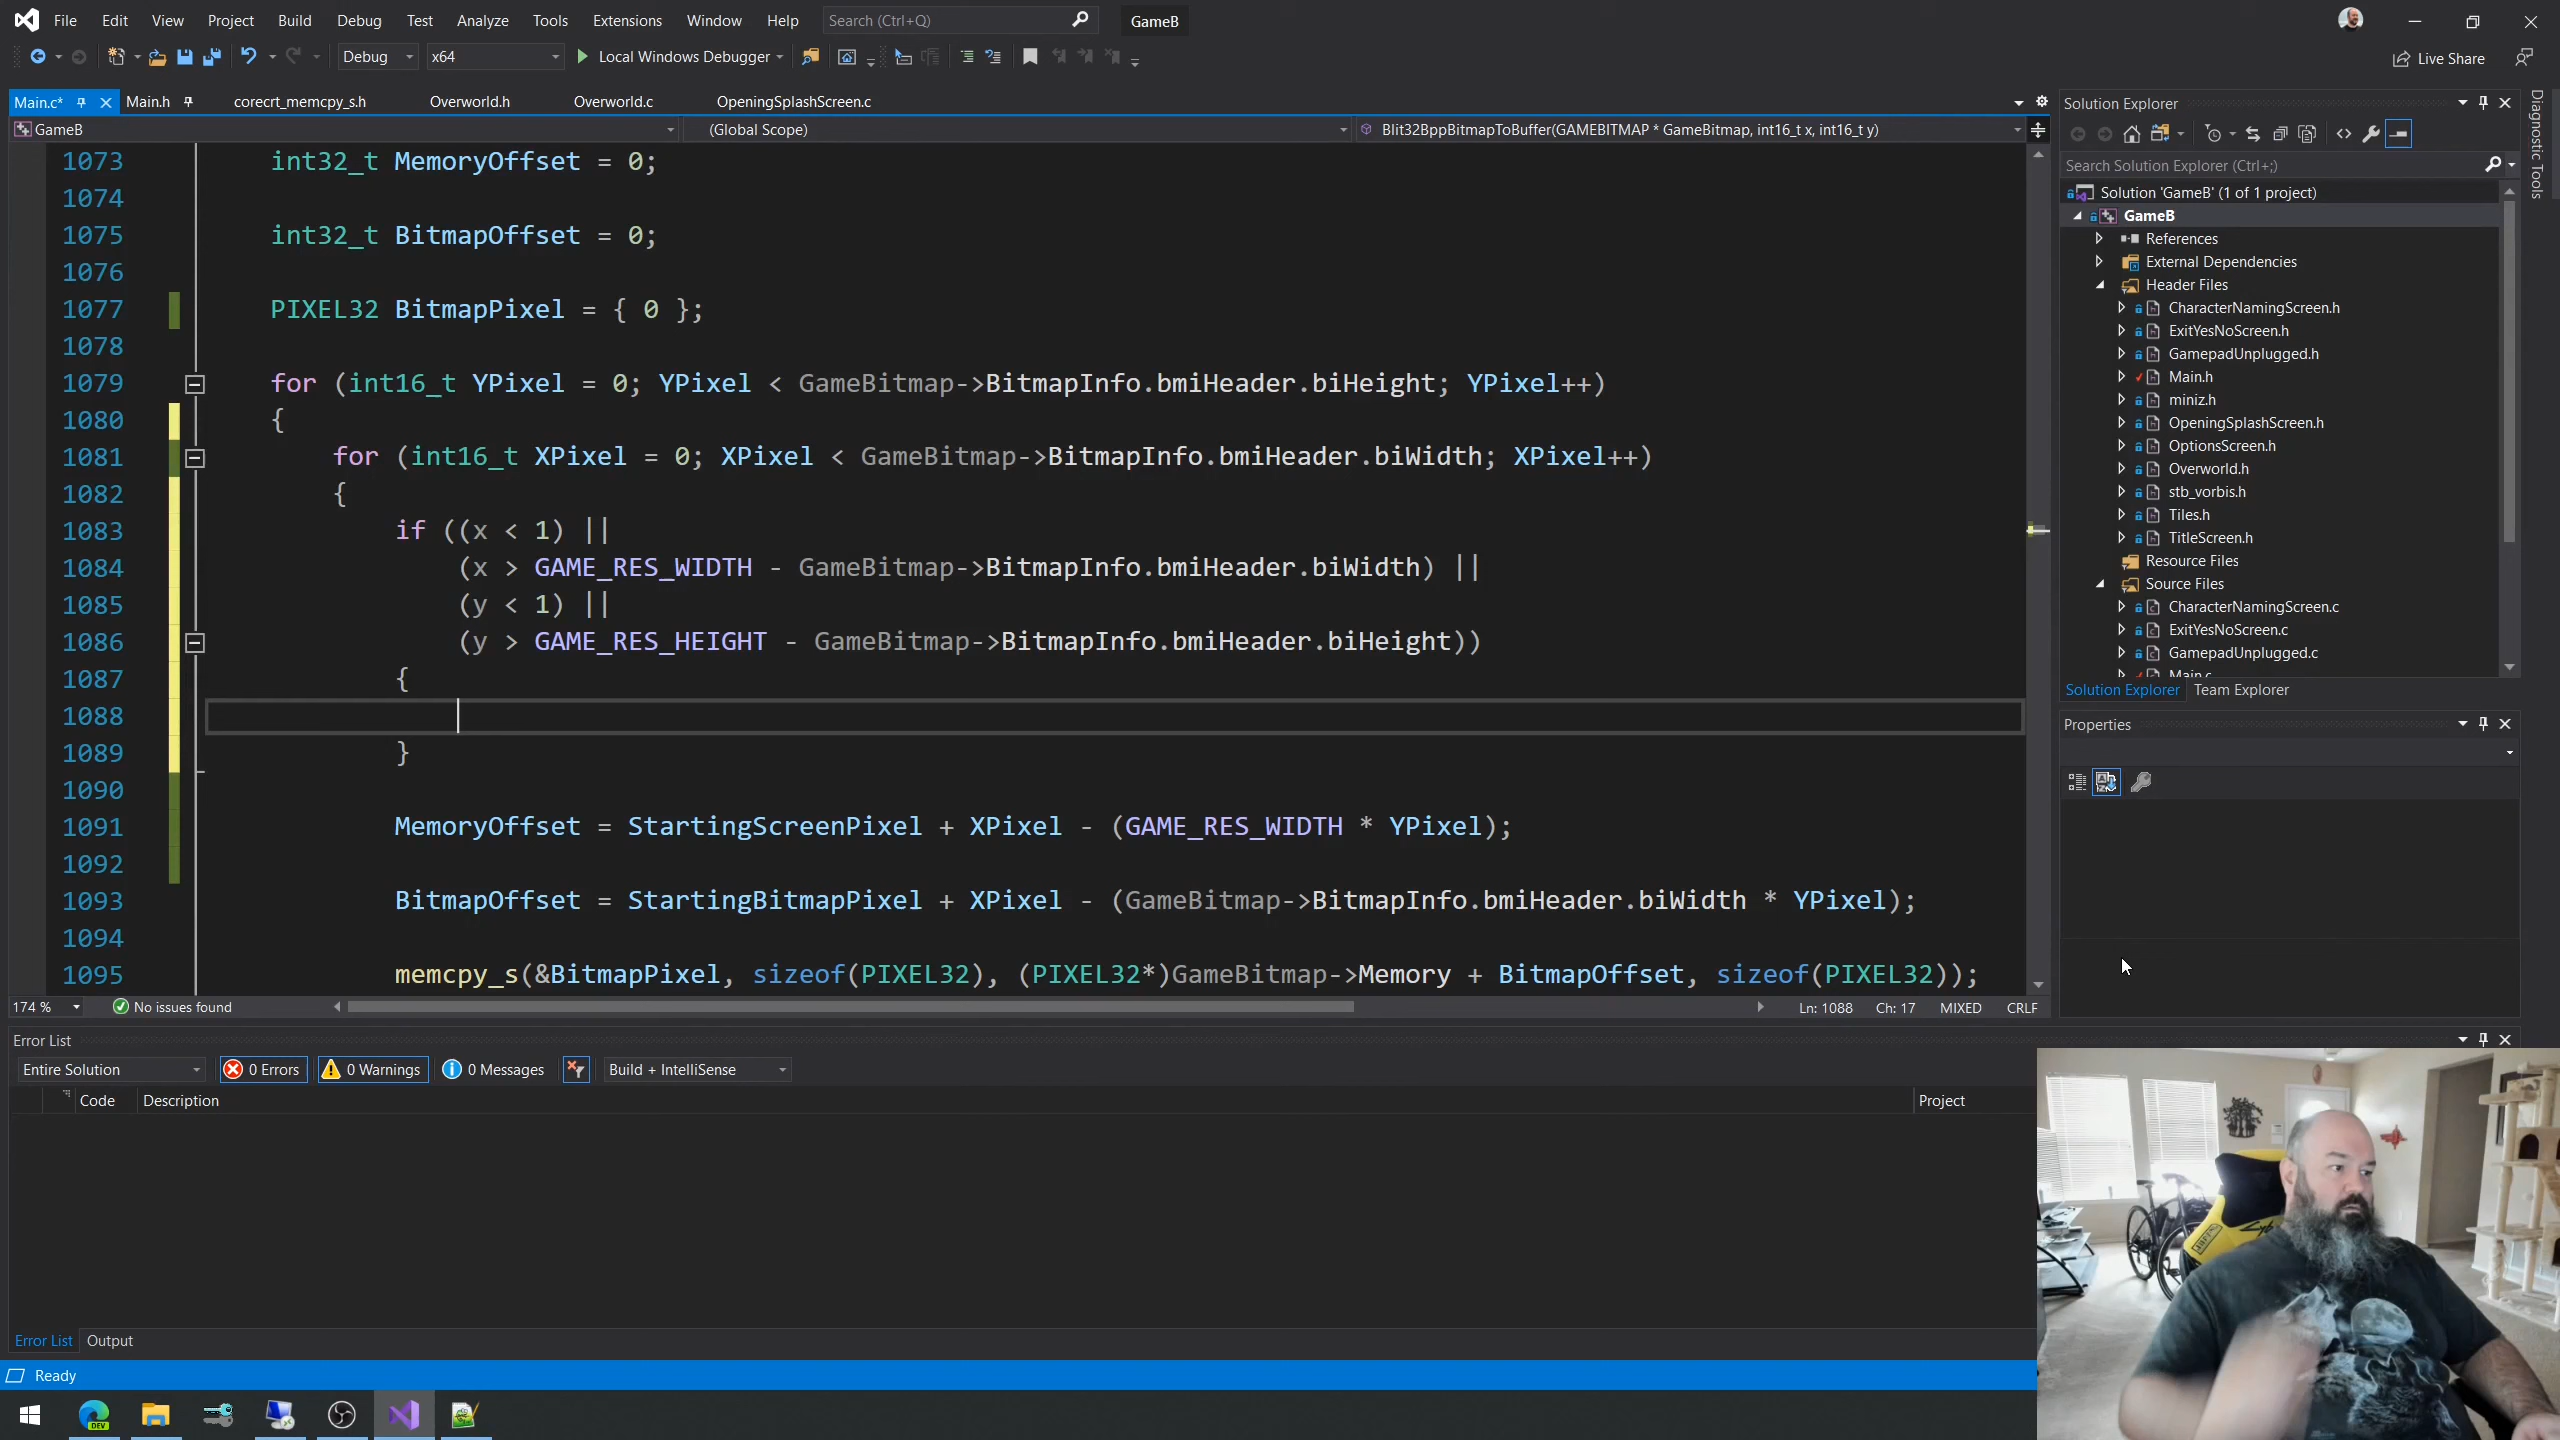 File Edit View Project Build Debug Test Analyze Tools Extensions Window Help Search (Ctrl+Q) GameB
Debug x64 Local Windows Debugger Live Share
Main.c* Main.h corecrt_memcpy_s.h Overworld.h Overworld.c OpeningSplashScreen.c
GameB (Global Scope) Blit32BppBitmapToBuffer(GAMEBITMAP * GameBitmap, int16_t x, int16_t y)
1073 int32_t MemoryOffset = 0;
1074
1075 int32_t BitmapOffset = 0;
1076
1077 PIXEL32 BitmapPixel = { 0 };
1078
1079 for (int16_t YPixel = 0; YPixel < GameBitmap->BitmapInfo.bmiHeader.biHeight; YPixel++)
1080 {
1081 for (int16_t XPixel = 0; XPixel < GameBitmap->BitmapInfo.bmiHeader.biWidth; XPixel++)
1082 {
1083 if ((x < 1) ||
1084 (x > GAME_RES_WIDTH - GameBitmap->BitmapInfo.bmiHeader.biWidth) ||
1085 (y < 1) ||
1086 (y > GAME_RES_HEIGHT - GameBitmap->BitmapInfo.bmiHeader.biHeight))
1087 {
1088
1089 }
1090
1091 MemoryOffset = StartingScreenPixel + XPixel - (GAME_RES_WIDTH * YPixel);
1092
1093 BitmapOffset = StartingBitmapPixel + XPixel - (GameBitmap->BitmapInfo.bmiHeader.biWidth * YPixel);
1094
1095 memcpy_s(&BitmapPixel, sizeof(PIXEL32), (PIXEL32*)GameBitmap->Memory + BitmapOffset, sizeof(PIXEL32));
174 % No issues found Ln: 1088 Ch: 17 MIXED CRLF
Error List
Entire Solution 0 Errors 0 Warnings 0 Messages Build + IntelliSense
Code Description Project
Error List Output
Ready
DEV
Solution Explorer
Search Solution Explorer (Ctrl+;)
Solution 'GameB' (1 of 1 project)
GameB
References
External Dependencies
Header Files
CharacterNamingScreen.h
ExitYesNoScreen.h
GamepadUnplugged.h
Main.h
miniz.h
OpeningSplashScreen.h
OptionsScreen.h
Overworld.h
stb_vorbis.h
Tiles.h
TitleScreen.h
Resource Files
Source Files
CharacterNamingScreen.c
ExitYesNoScreen.c
GamepadUnplugged.c
Main.c
Solution Explorer Team Explorer
Properties
Diagnostic Tools